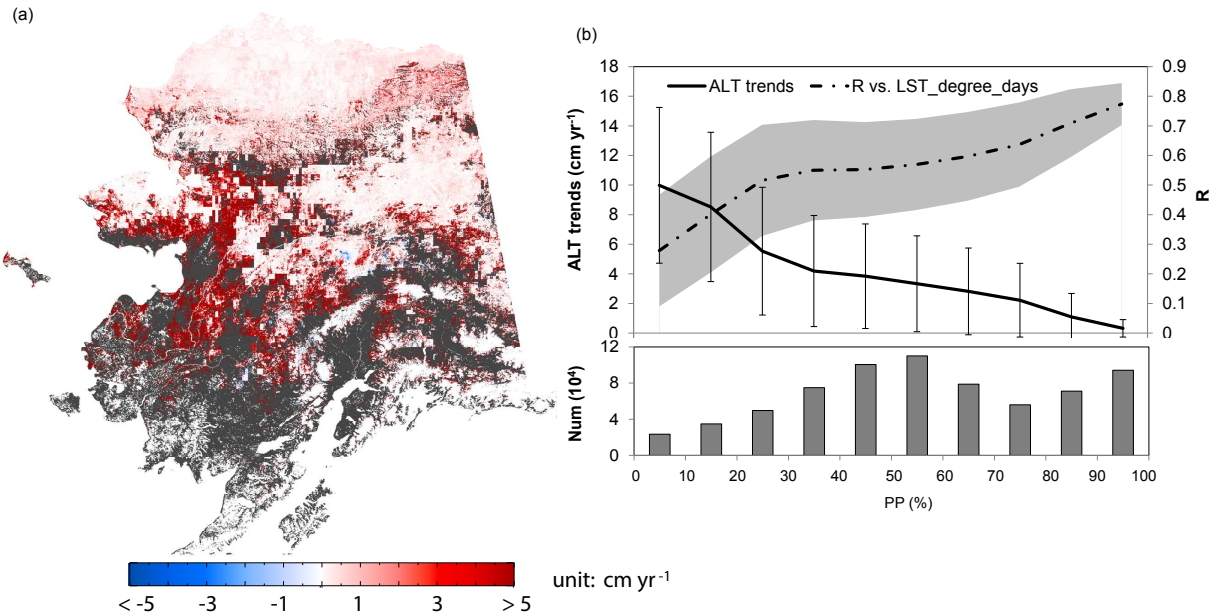 (a)
(b)
ALT trends R vs. LST_degree_days
18 16 14 12 10 8 6 4 2 0
ALT trends (cm yr⁻¹)
0.9 0.8 0.7 0.6 0.5 0.4 0.3 0.2 0.1 0
R
12 8 4 0
Num (10⁴)
0 10 20 30 40 50 60 70 80 90 100
PP (%)
unit: cm yr⁻¹
< -5 -3 -1 1 3 > 5